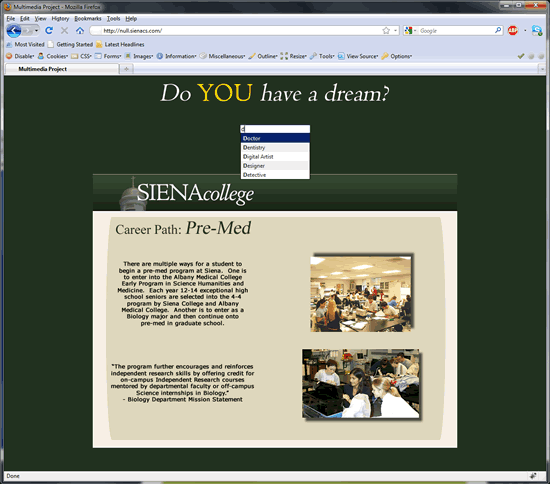 Multimedia Project - Mozilla Firefox
File Edit View History Bookmarks Tools Help
http://null.sienacs.com/
Google
ABP
Most Visited Getting Started Latest Headlines
Disable Cookies CSS Forms Images Information Miscellaneous Outline Resize Tools View Source Options
Multimedia Project
Do YOU have a dream?
d
Doctor
Dentistry
Digital Artist
Designer
Detective
SIENAcollege
Career Path: Pre-Med
There are multiple ways for a student to
begin a pre-med program at Siena. One is
to enter into the Albany Medical College
Early Program in Science Humanities and
Medicine. Each year 12-14 exceptional high
school seniors are selected into the 4-4
program by Siena College and Albany
Medical College. Another is to enter as a
Biology major and then continue onto
pre-med in graduate school.
"The program further encourages and reinforces
independent research skills by offering credit for
on-campus Independent Research courses
mentored by departmental faculty or off-campus
Science internships in Biology."
- Biology Department Mission Statement
Done